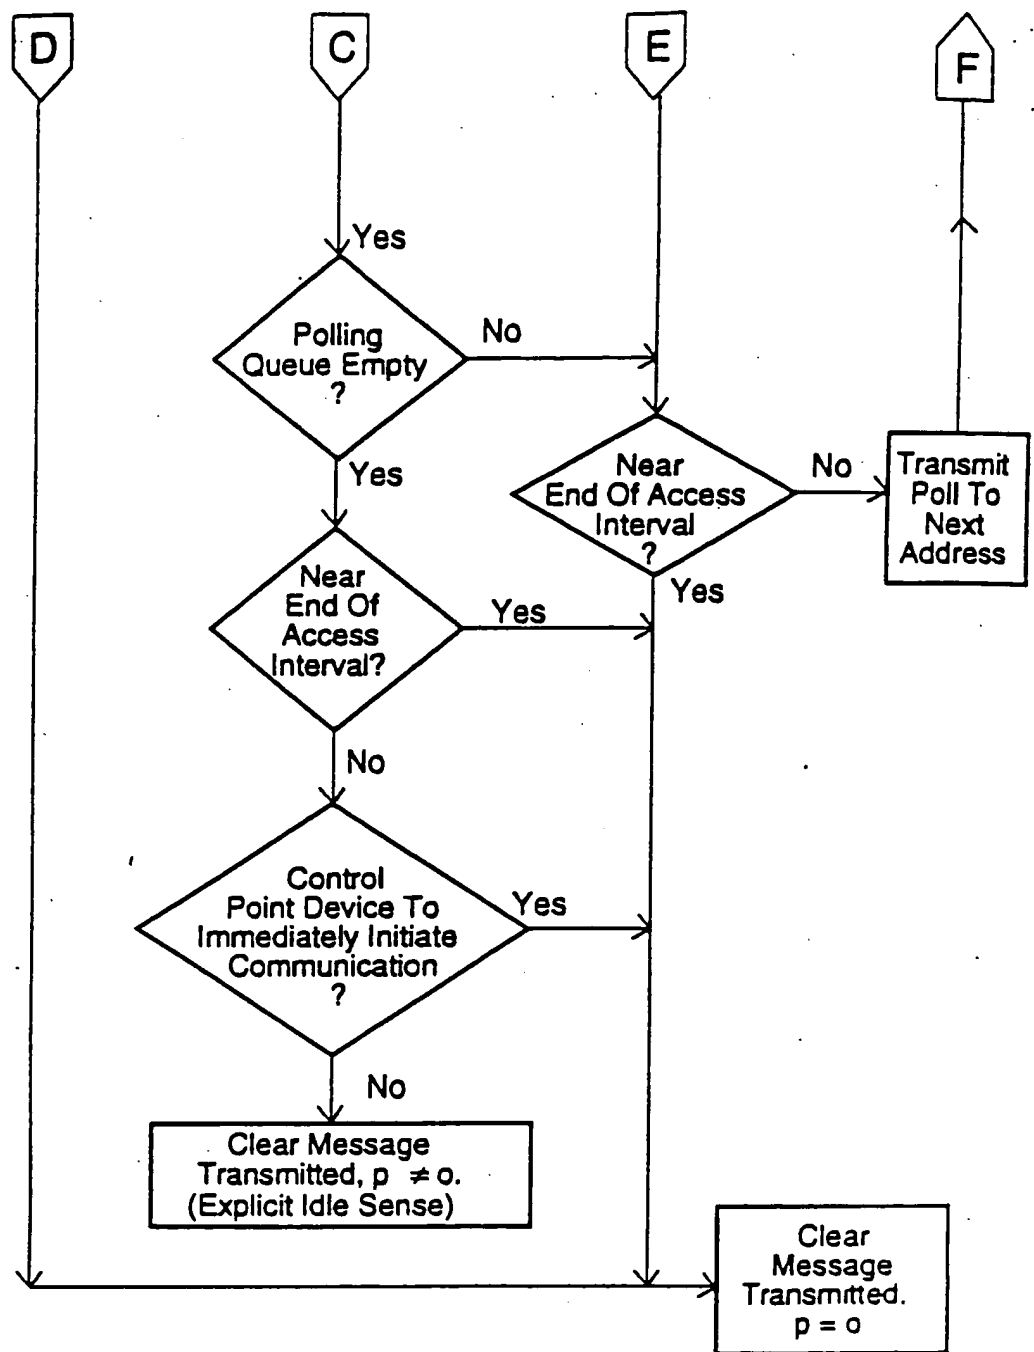 D
C
E
F
Yes
Polling
Queue Empty
?
No
Yes
Near
End Of Access
Interval
?
No
Transmit
Poll To
Next
Address
Yes
Near
End Of
Access
Interval?
Yes
No
Control
Point Device To
Immediately Initiate
Communication
?
Yes
No
Clear Message
Transmitted, p ≠ o.
(Explicit Idle Sense)
Clear
Message
Transmitted.
p = o